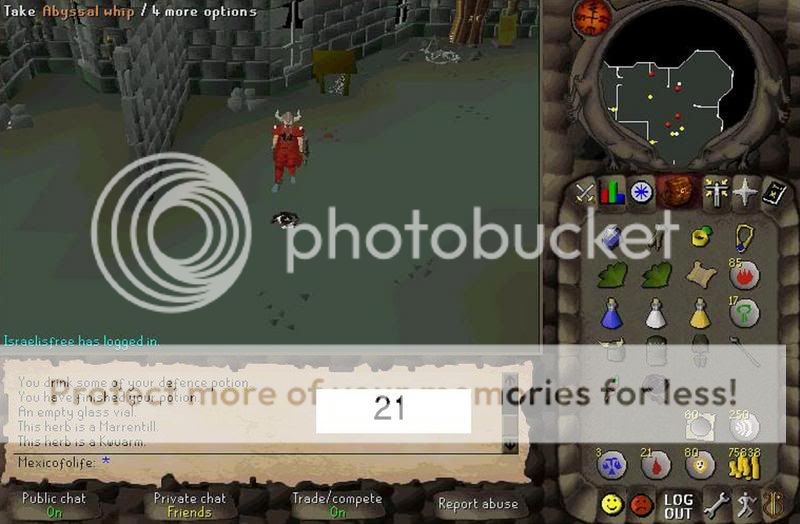 Take Abyssal whip / 4 more options
photobucket
85
17
Israelisfree has logged in.
Protect more of your memories for less!
You drink some of your defence potion.
You have finished your potion.
An empty glass vial.
This herb is a Marrentill.
This herb is a Kwuarm.
21
Mexicofolife: *
60
250
3
21
80
75838
Public chat
On
Private chat
Friends
Trade/compete
On
Report abuse
LOG
OUT